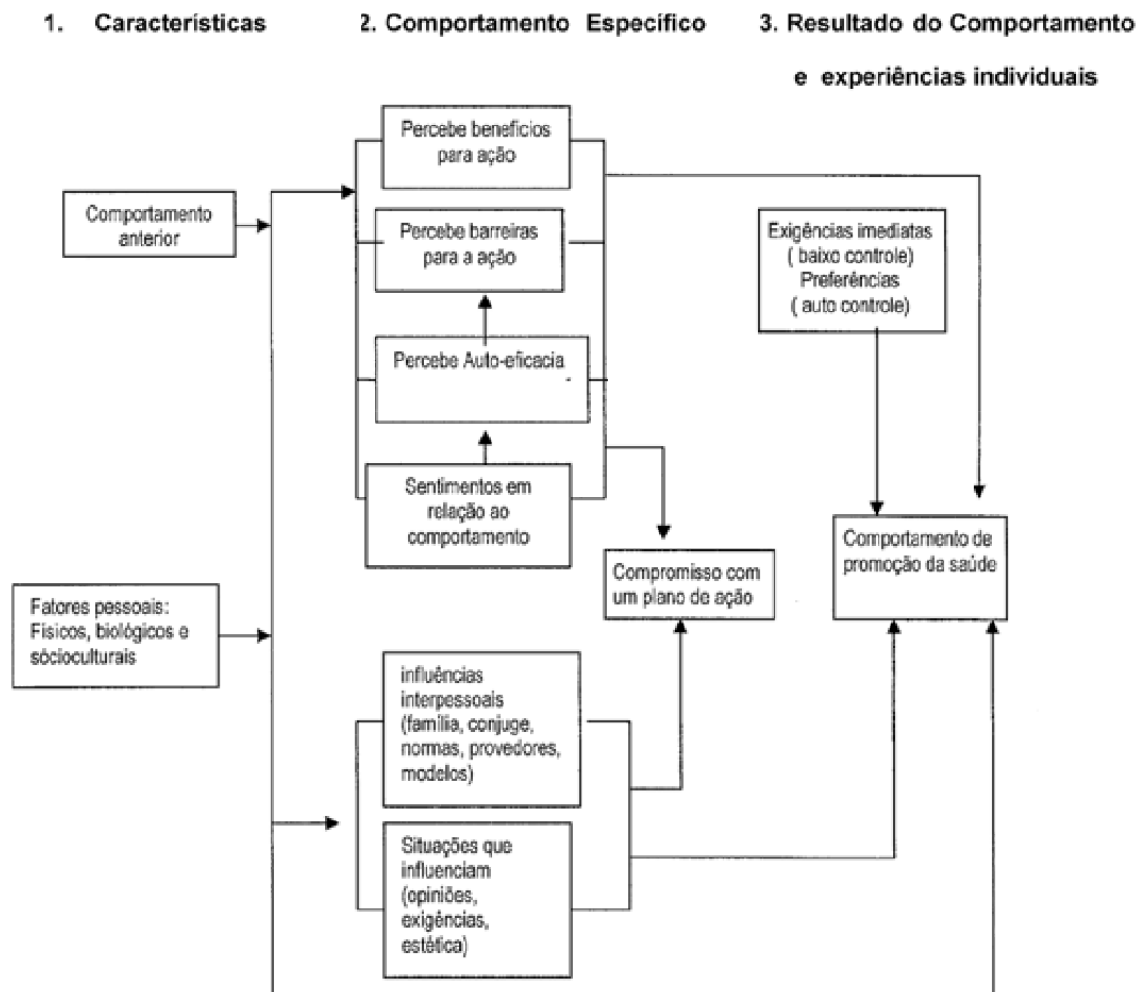 1. Características
2. Comportamento Específico
3. Resultado do Comportamento
e experiências individuais
Comportamento
anterior
Fatores pessoais:
Físicos, biológicos e
sócioculturais
Percebe benefícios
para ação
Percebe barreiras
para a ação
Percebe Auto-eficacia
Sentimentos em
relação ao
comportamento
influências
interpessoais
(família, conjuge,
normas, provedores,
modelos)
Situações que
influenciam
(opiniões,
exigências,
estética)
Compromisso com
um plano de ação
Exigências imediatas
( baixo controle)
Preferências
( auto controle)
Comportamento de
promoção da saúde